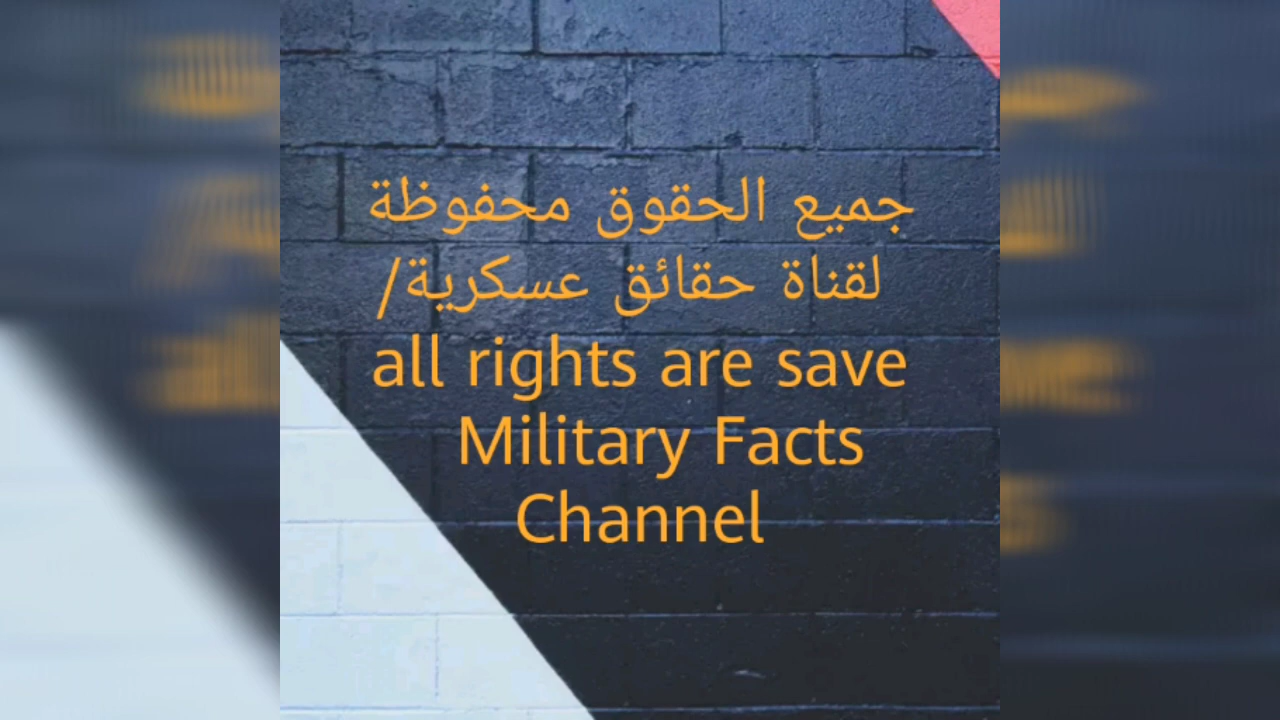 جميع الحقوق محفوظة
لقناة حقائق عسكرية/
all rights are save
Military Facts
Channel